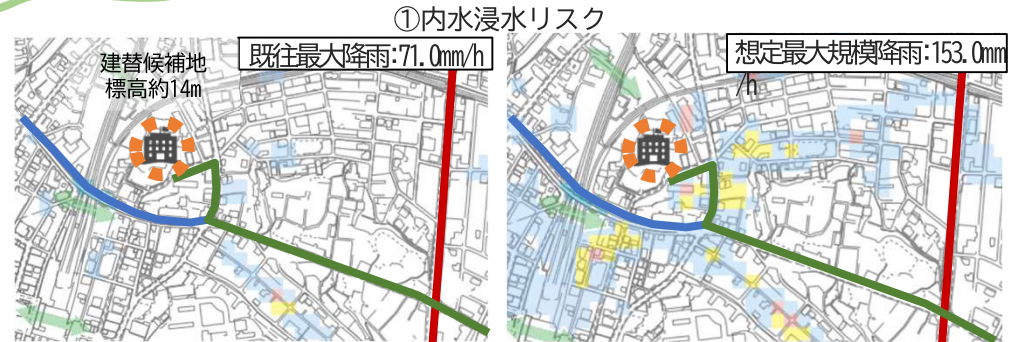 ①内水浸水リスク
既往最大降雨:71.0mm/h
建替候補地
標高約14m
想定最大規模降雨:153.0mm
/h